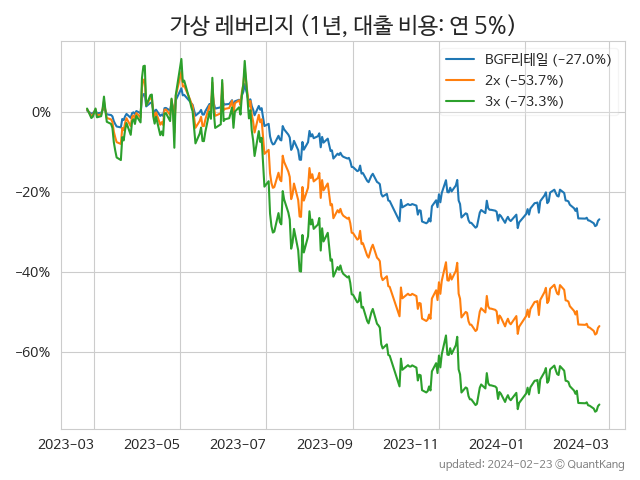 가상 레버리지 (1년, 대출 비용: 연 5%)
BGF리테일 (−27.0%)
2x (−53.7%)
3x (−73.3%)
0%
−20%
−40%
−60%
2023-03 2023-05 2023-07 2023-09 2023-11 2024-01 2024-03
updated: 2024-02-23 © QuantKang